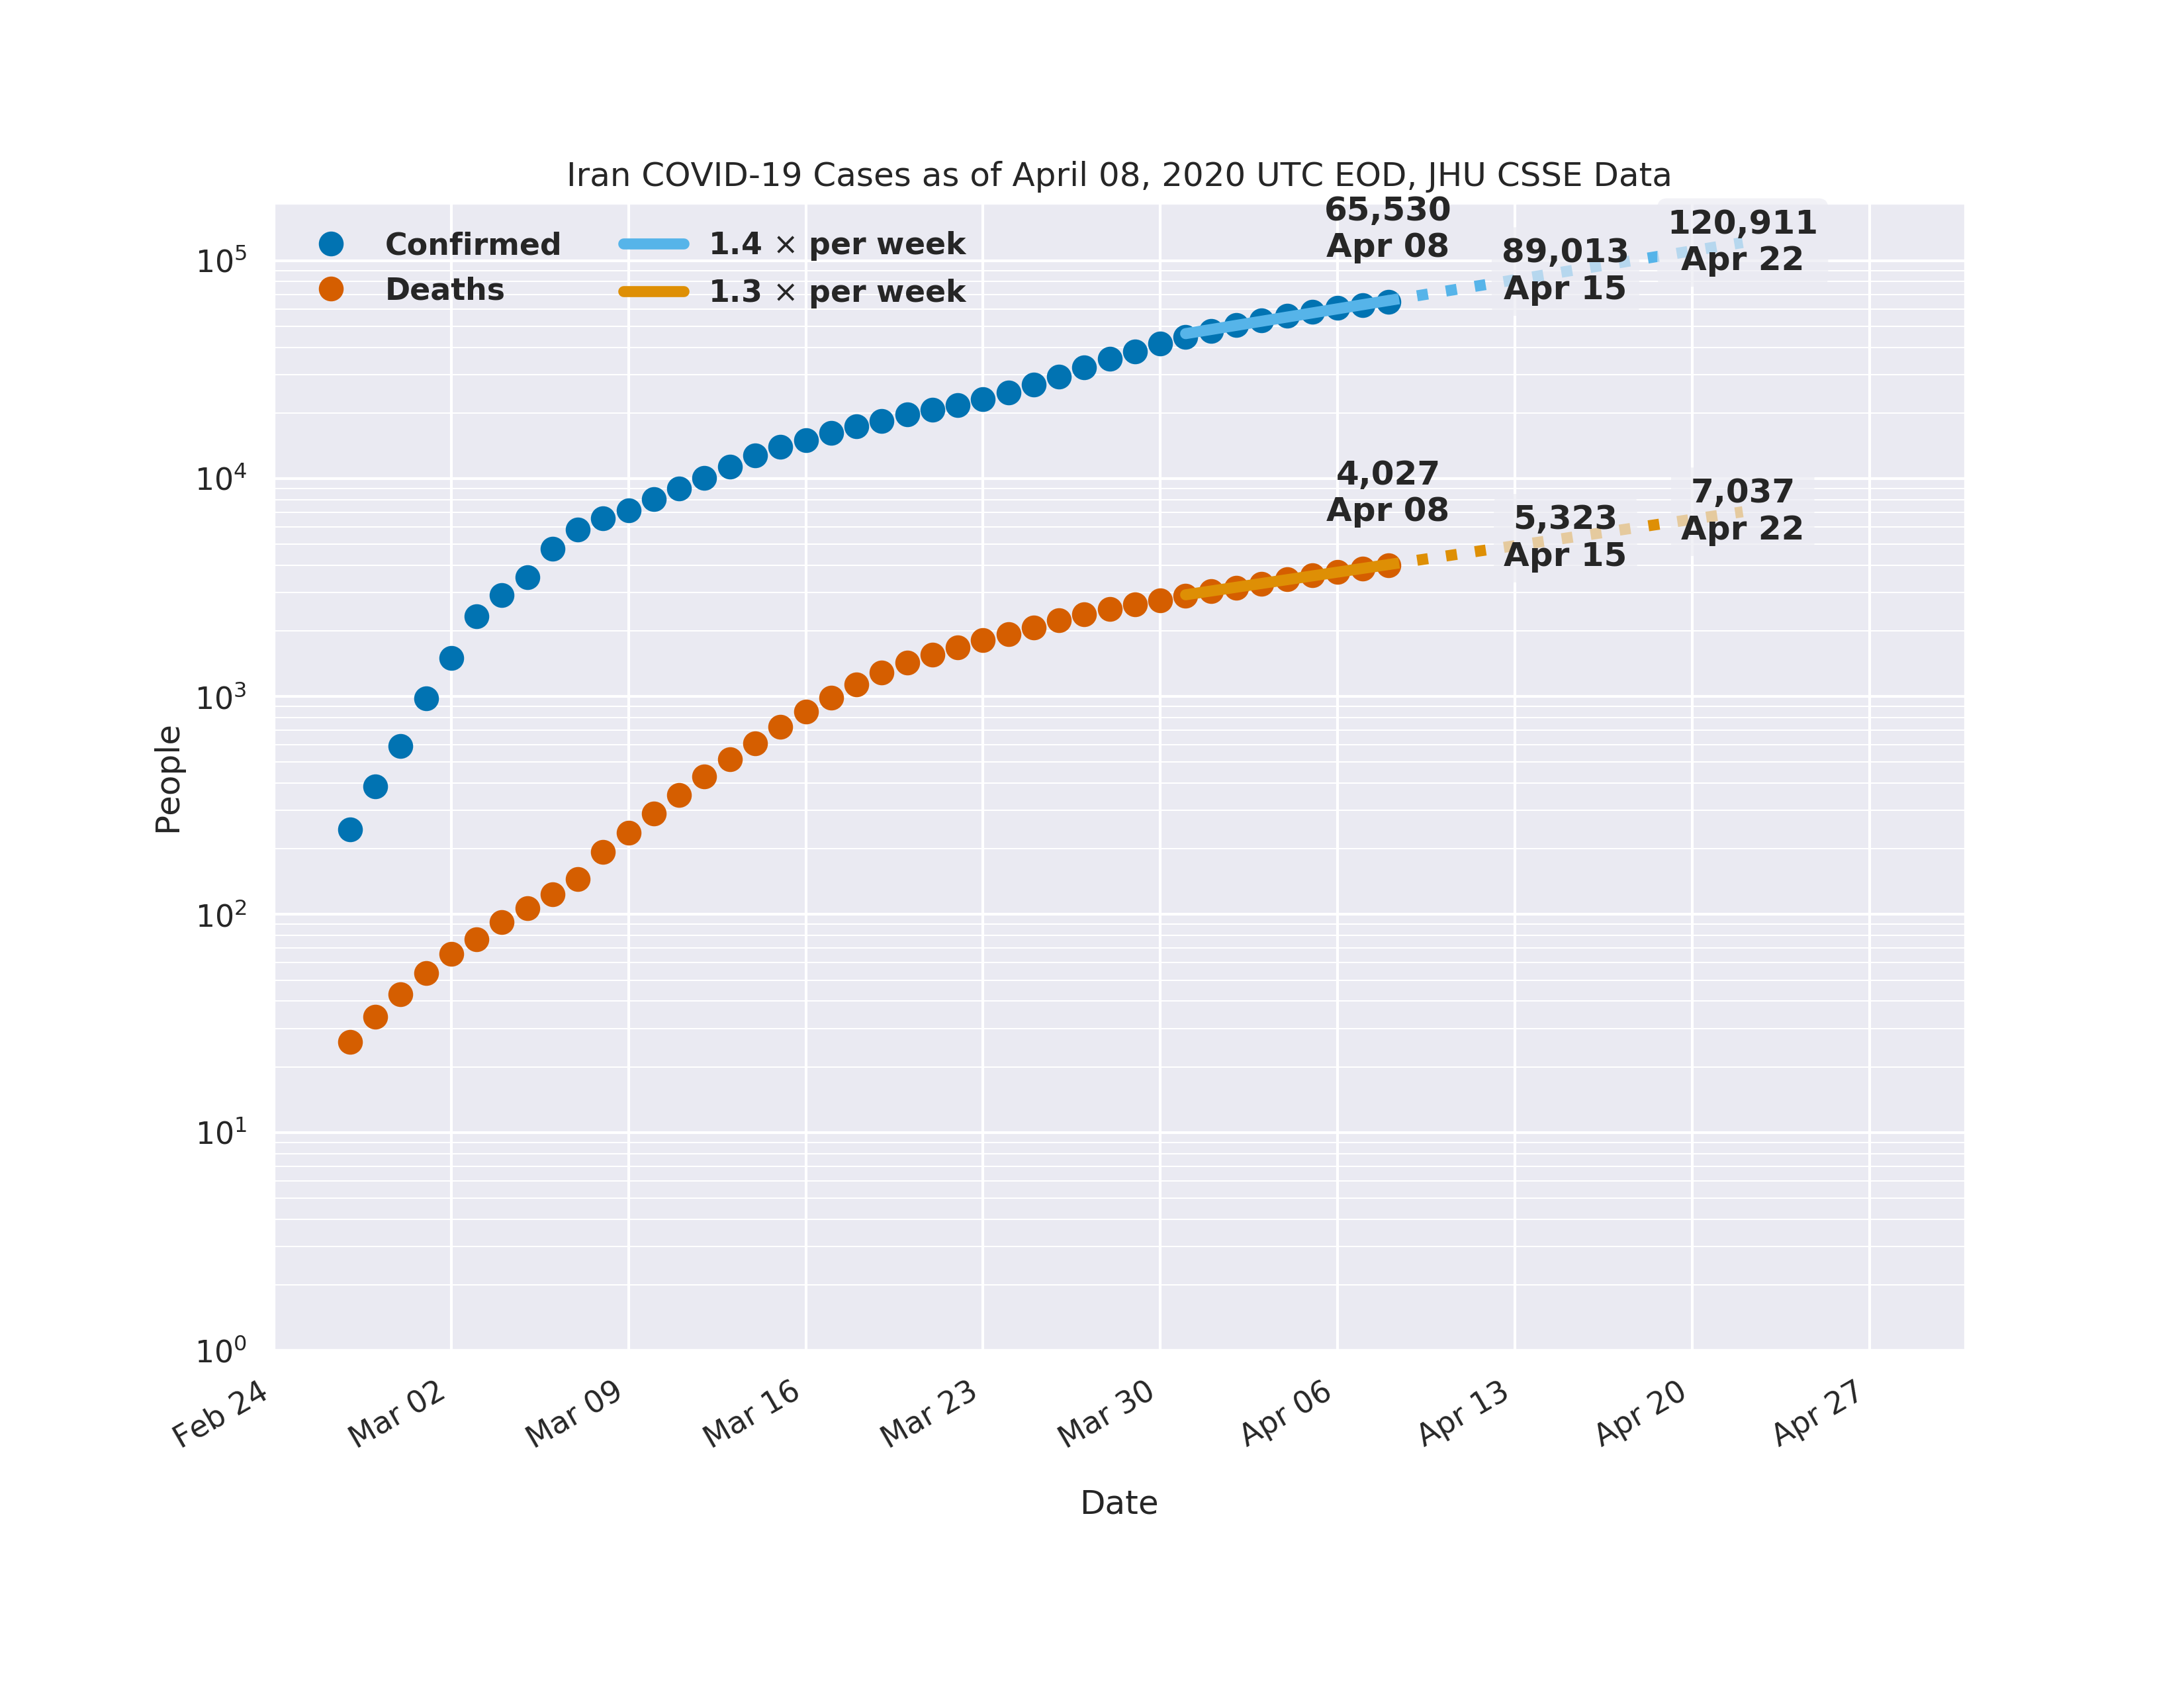 Iran COVID-19 Cases as of April 08, 2020 UTC EOD, JHU CSSE Data
Confirmed
Deaths
1.4 × per week
1.3 × per week
65,530
Apr 08
89,013
Apr 15
120,911
Apr 22
4,027
Apr 08
5,323
Apr 15
7,037
Apr 22
People
10⁵
10⁴
10³
10²
10¹
10⁰
Feb 24
Mar 02
Mar 09
Mar 16
Mar 23
Mar 30
Apr 06
Apr 13
Apr 20
Apr 27
Date